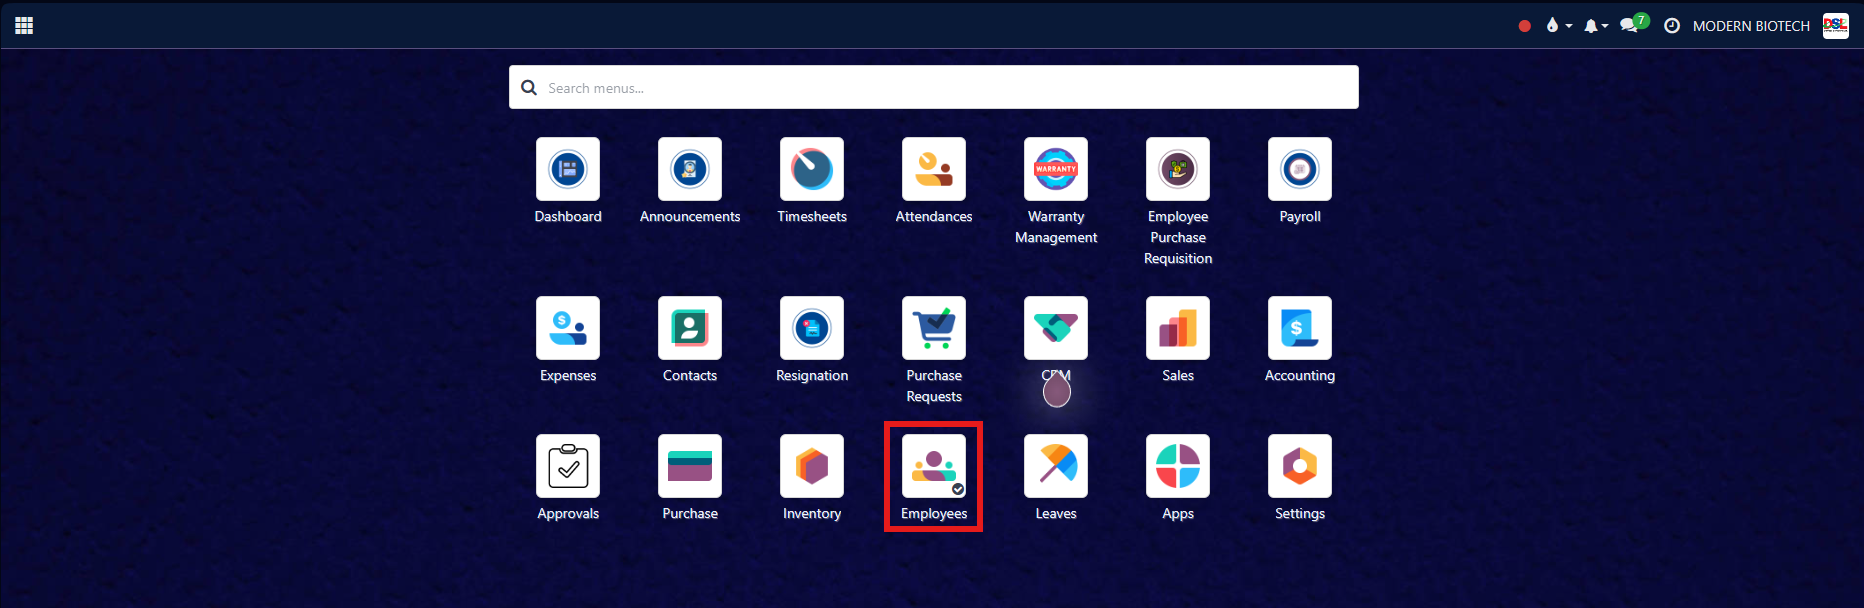 7
MODERN BIOTECH
DSL
Search menus...
Dashboard
Announcements
Timesheets
Attendances
WARRANTY
Warranty
Management
Employee
Purchase
Requisition
Payroll
Expenses
Contacts
Resignation
Purchase
Requests
CRM
Sales
Accounting
Approvals
Purchase
Inventory
Employees
Leaves
Apps
Settings